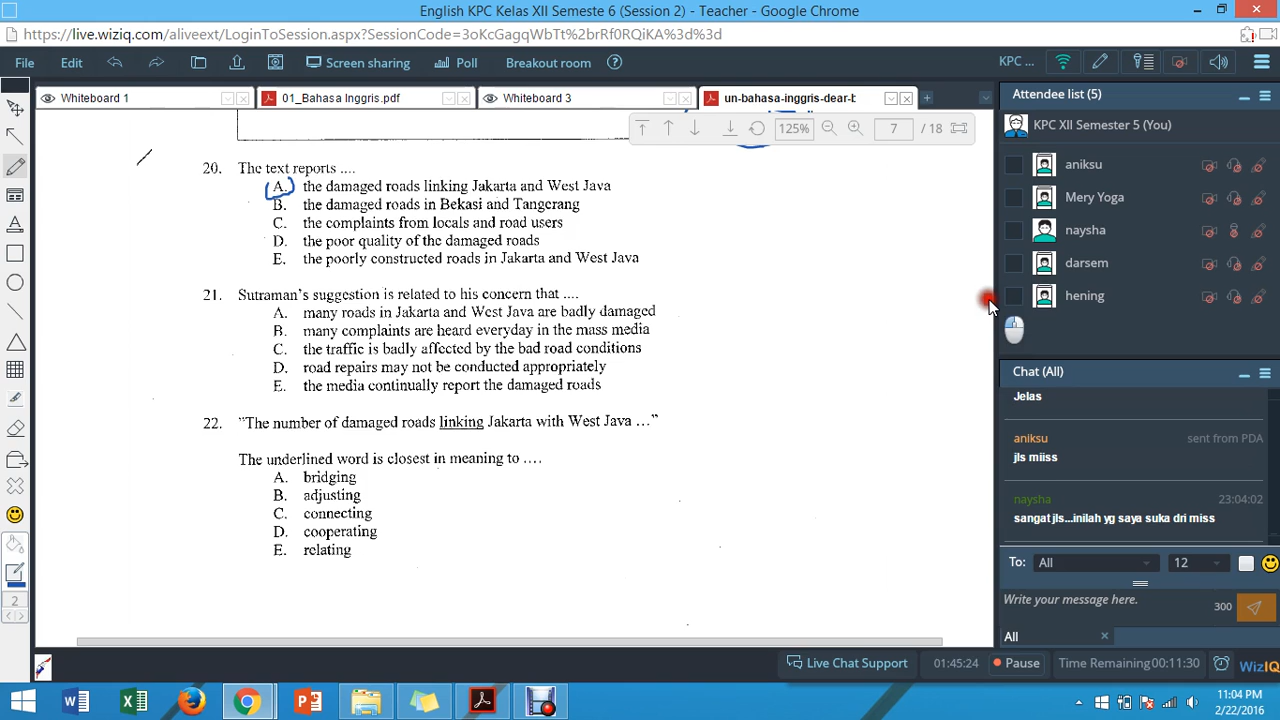 English KPC Kelas XII Semeste 6 (Session 2) - Teacher - Google Chrome
https://live.wiziq.com/aliveext/LoginToSession.aspx?SessionCode=3oKcGagqWbTt%2brRf0RQiKA%3d%3d
File Edit Screen sharing Poll Breakout room ? KPC ...
Whiteboard 1 01_Bahasa Inggris.pdf Whiteboard 3 un-bahasa-inggris-dear-b
Attendee list (5)
125% 7 / 18
KPC XII Semester 5 (You)
aniksu
Mery Yoga
naysha
darsem
hening
20. The text reports ....
A. the damaged roads linking Jakarta and West Java
B. the damaged roads in Bekasi and Tangerang
C. the complaints from locals and road users
D. the poor quality of the damaged roads
E. the poorly constructed roads in Jakarta and West Java
21. Sutraman's suggestion is related to his concern that ....
A. many roads in Jakarta and West Java are badly damaged
B. many complaints are heard everyday in the mass media
C. the traffic is badly affected by the bad road conditions
D. road repairs may not be conducted appropriately
E. the media continually report the damaged roads
22. "The number of damaged roads linking Jakarta with West Java ..."
The underlined word is closest in meaning to ....
A. bridging
B. adjusting
C. connecting
D. cooperating
E. relating
Chat (All)
Jelas
aniksu sent from PDA
jls miiss
naysha 23:04:02
sangat jls...inilah yg saya suka dri miss
To: All 12
Write your message here. 300
All
2
Live Chat Support 01:45:24 Pause Time Remaining 00:11:30 WizIQ
11:04 PM
2/22/2016